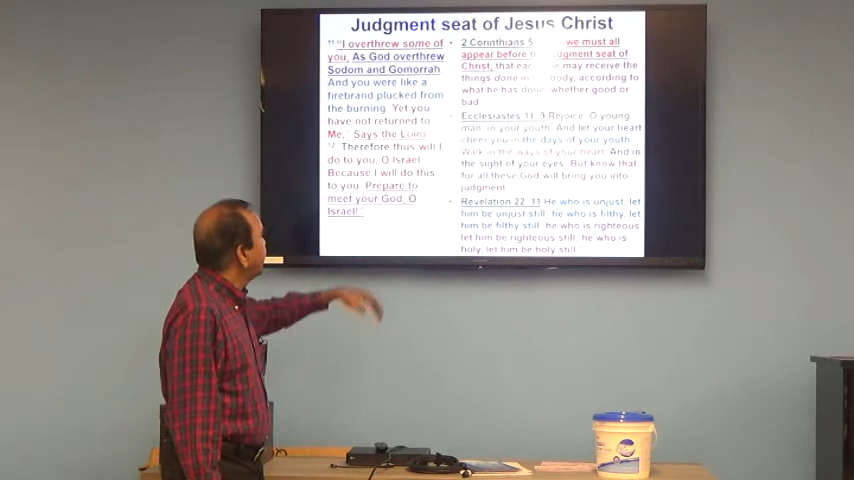 Judgment seat of Jesus Christ
11 "I overthrew some of
you, As God overthrew
Sodom and Gomorrah,
And you were like a
firebrand plucked from
the burning. Yet you
have not returned to
Me," Says the LORD.
12 Therefore thus will I
do to you, O Israel
Because I will do this
to you, Prepare to
meet your God, O
Israel!"
• 2 Corinthians 5 we must all
appear before judgment seat of
Christ, that may receive the
things done in body, according to
what he has done, whether good or
bad
• Ecclesiastes 11 9 Rejoice, O young
man, in your youth, And let your heart
cheer you in the days of your youth
Walk in the ways of your heart, And in
the sight of your eyes. But know that
for all these God will bring you into
judgment.
• Revelation 22 11 He who is unjust, let
him be unjust still; he who is filthy, let
him be filthy still; he who is righteous
let him be righteous still; he who is
holy, let him be holy still."